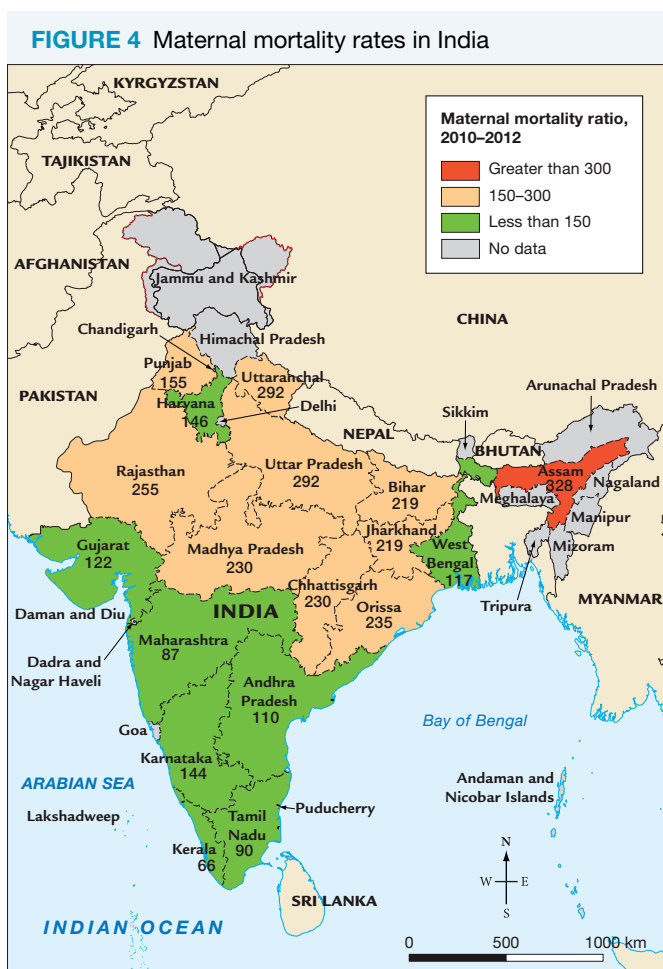 FIGURE 4 Maternal mortality rates in India
KYRGYZSTAN
Maternal mortality ratio,
2010–2012
Greater than 300
150–300
Less than 150
No data
TAJIKISTAN
AFGHANISTAN
Jammu and Kashmir
CHINA
Chandigarh
Himachal Pradesh
Punjab
155
Uttaranchal
292
Arunachal Pradesh
PAKISTAN
Haryana
146
Delhi
Sikkim
NEPAL
BHUTAN
Rajasthan
255
Uttar Pradesh
292
Bihar
219
Assam
328
Nagaland
Meghalaya
Manipur
Jharkhand
219
Mizoram
Gujarat
122
Madhya Pradesh
230
West
Bengal
117
Tripura
MYANMAR
Chhattisgarh
230
Orissa
235
INDIA
Daman and Diu
Maharashtra
87
Dadra and
Nagar Haveli
Andhra
Pradesh
110
Bay of Bengal
Goa
Karnataka
144
ARABIAN SEA
Andaman and
Nicobar Islands
Lakshadweep
Puducherry
Tamil
Nadu
90
Kerala
66
N
W E
S
SRI LANKA
INDIAN OCEAN
0 500 1000 km